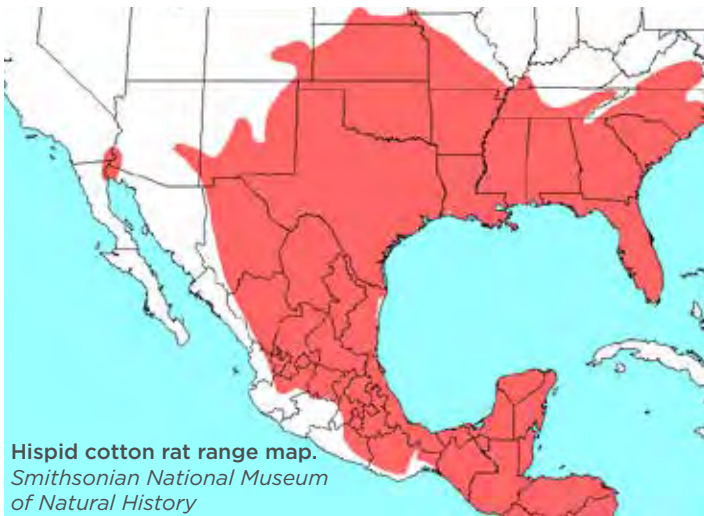 Hispid cotton rat range map.
Smithsonian National Museum
of Natural History